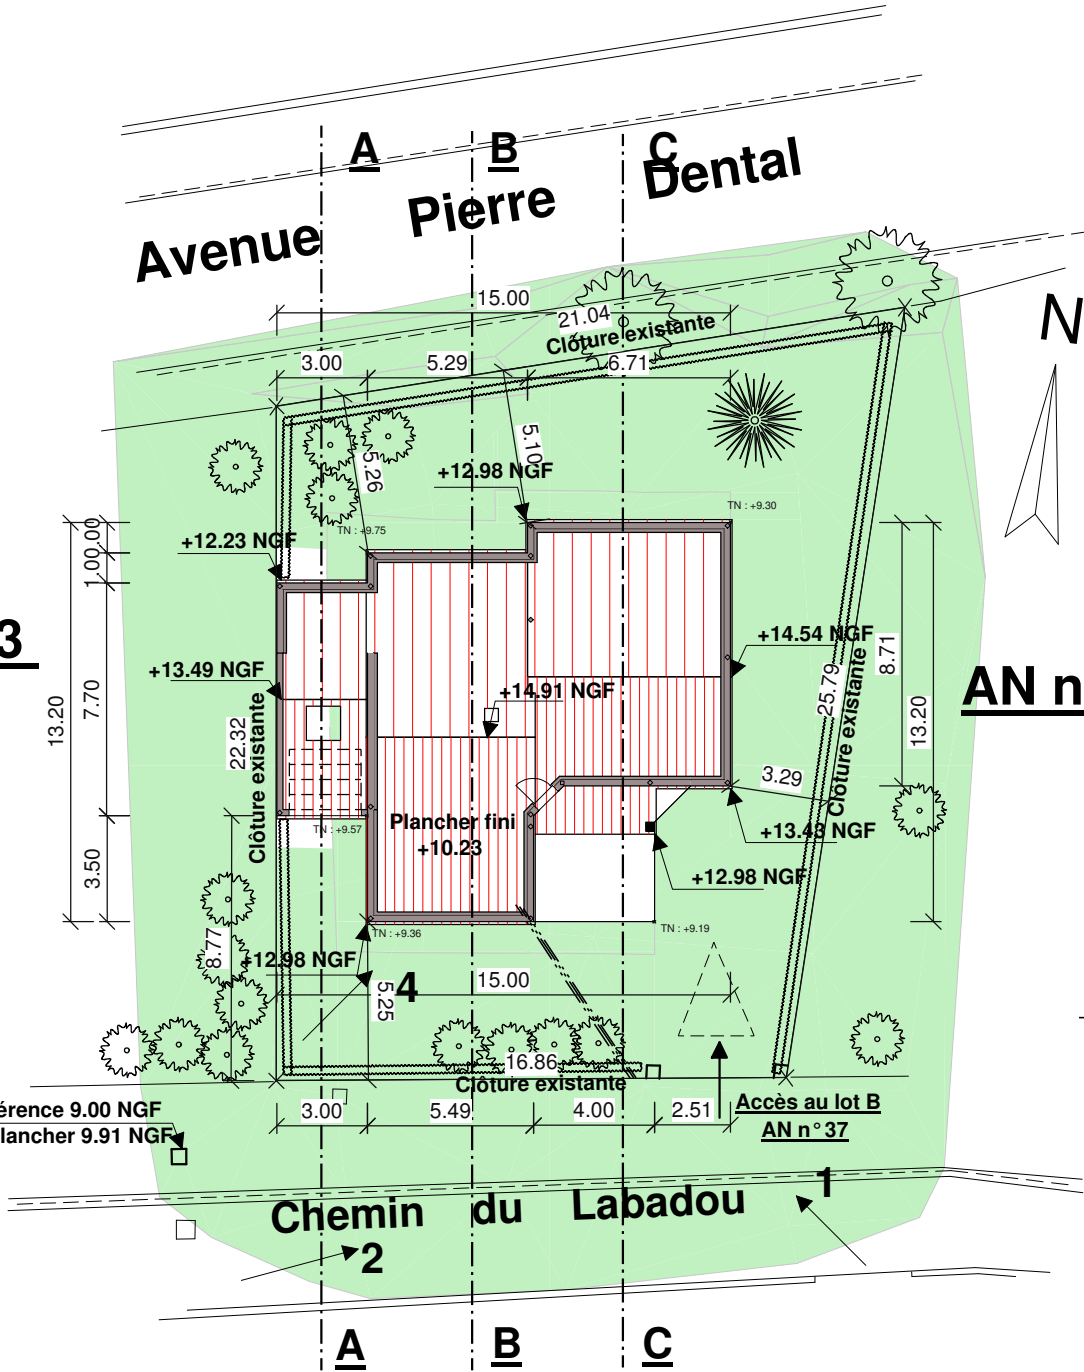 A B C
Avenue Pierre Dental
N
15.00
21.04
Clôture existante
3.00 5.29 6.71
5.26
5.10
+12.98 NGF
TN : +9.30
TN : +9.75
+12.23 NGF
1.00
1.00
3
+14.54 NGF
8.71
+13.49 NGF
7.70
13.20
22.32
Clôture existante
+14.91 NGF
25.79
Clôture existante
13.20
AN n
3.29
Plancher fini
+10.23
TN : +9.57
+13.43 NGF
3.50
+12.98 NGF
8.77
TN : +9.36
TN : +9.19
+12.98 NGF
4
5.25
15.00
16.86
Clôture existante
érence 9.00 NGF
lancher 9.91 NGF
3.00 5.49 4.00 2.51
Accès au lot B
AN n°37
Chemin du Labadou
1
2
A B C